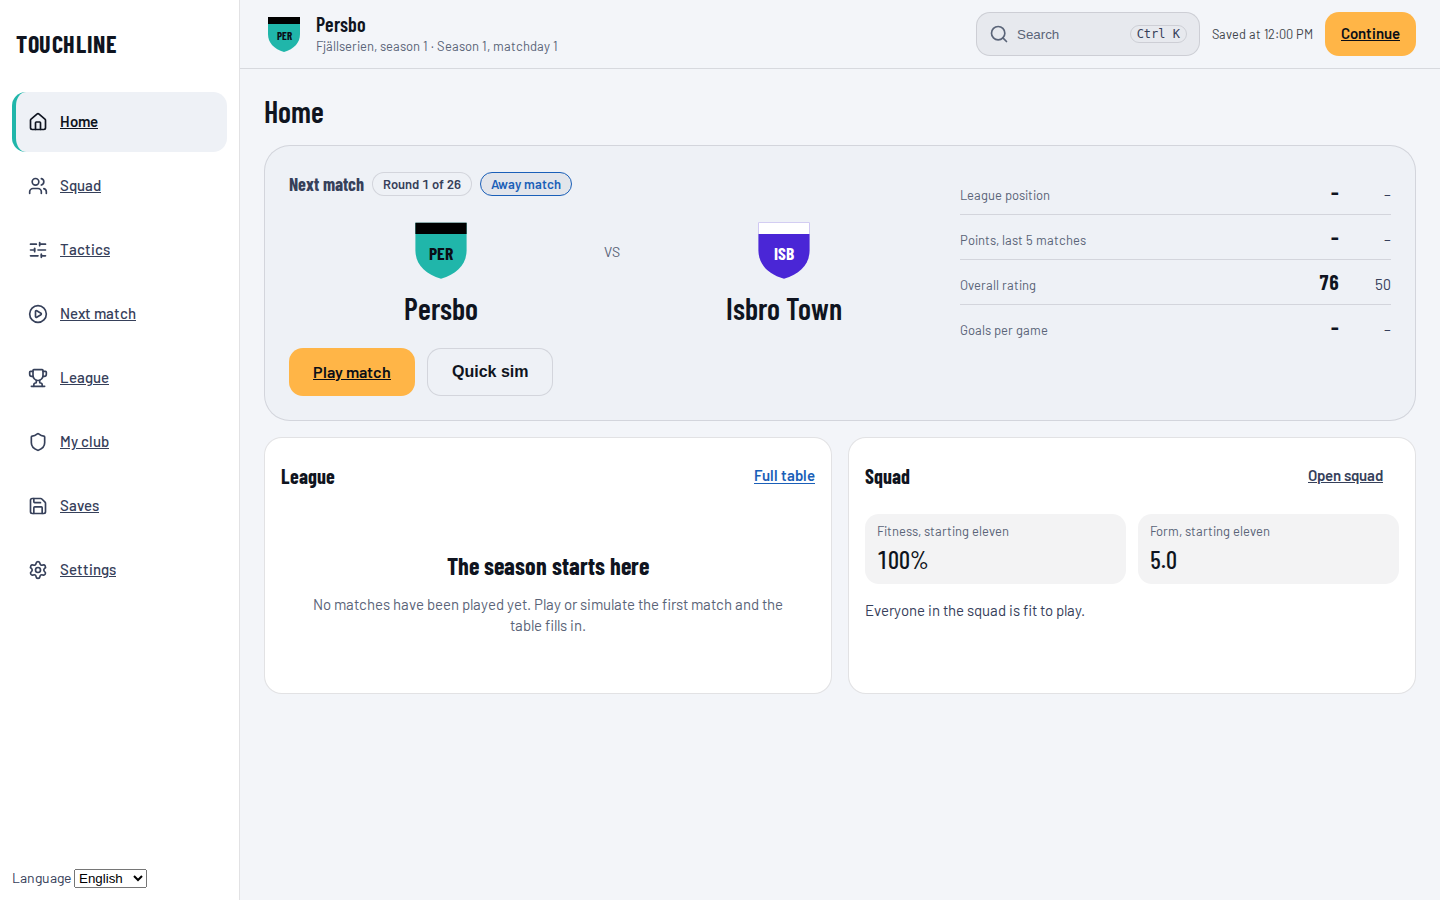 TOUCHLINE
Home
Squad
Tactics
Next match
League
My club
Saves
Settings
Language English
PER
Persbo
Fjällserien, season 1 · Season 1, matchday 1
Search
Ctrl K
Saved at 12:00 PM
Continue
Home
Next match
Round 1 of 26
Away match
PER
VS
ISB
Persbo
Isbro Town
Play match
Quick sim
League position - –
Points, last 5 matches - –
Overall rating 76 50
Goals per game - –
League
Full table
The season starts here
No matches have been played yet. Play or simulate the first match and the
table fills in.
Squad
Open squad
Fitness, starting eleven
100%
Form, starting eleven
5.0
Everyone in the squad is fit to play.